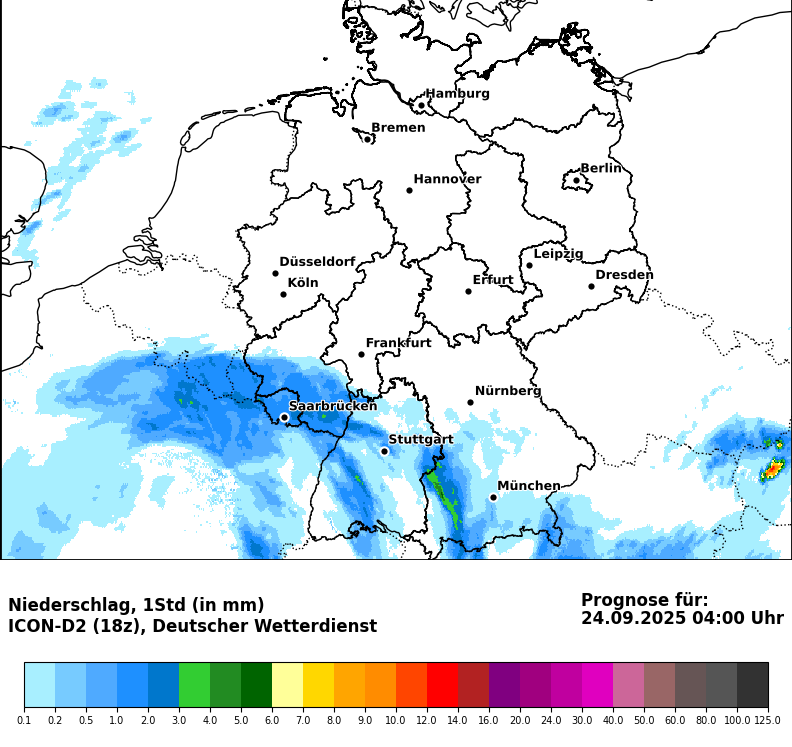 Hamburg
Bremen
Berlin
Hannover
Leipzig
Düsseldorf
Dresden
Köln
Erfurt
Frankfurt
Nürnberg
Saarbrücken
Stuttgart
München
Niederschlag, 1Std (in mm)
ICON-D2 (18z), Deutscher Wetterdienst
Prognose für:
24.09.2025 04:00 Uhr
0.1 0.2 0.5 1.0 2.0 3.0 4.0 5.0 6.0 7.0 8.0 9.0 10.0 12.0 14.0 16.0 20.0 24.0 30.0 40.0 50.0 60.0 80.0 100.0 125.0